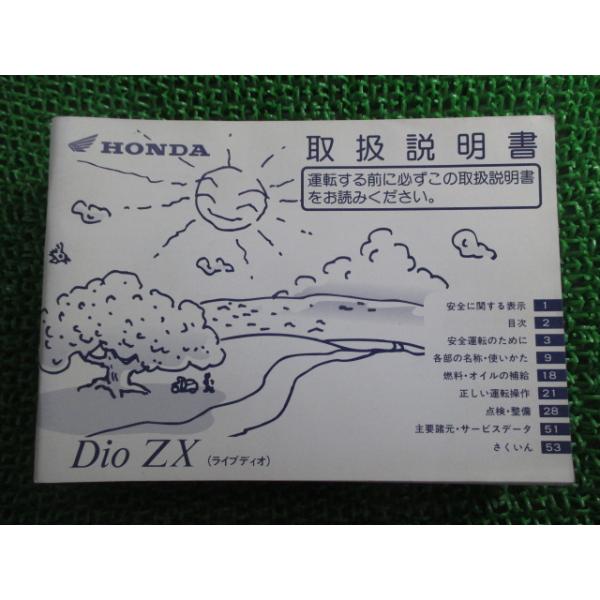 HONDA
取扱説明書
運転する前に必ずこの取扱説明書
をお読みください。
安全に関する表示 1
目次 2
安全運転のために 3
各部の名称・使いかた 9
燃料・オイルの補給 18
正しい運転操作 21
点検・整備 28
主要諸元・サービスデータ 51
さくいん 53
Dio ZX (ライブディオ)